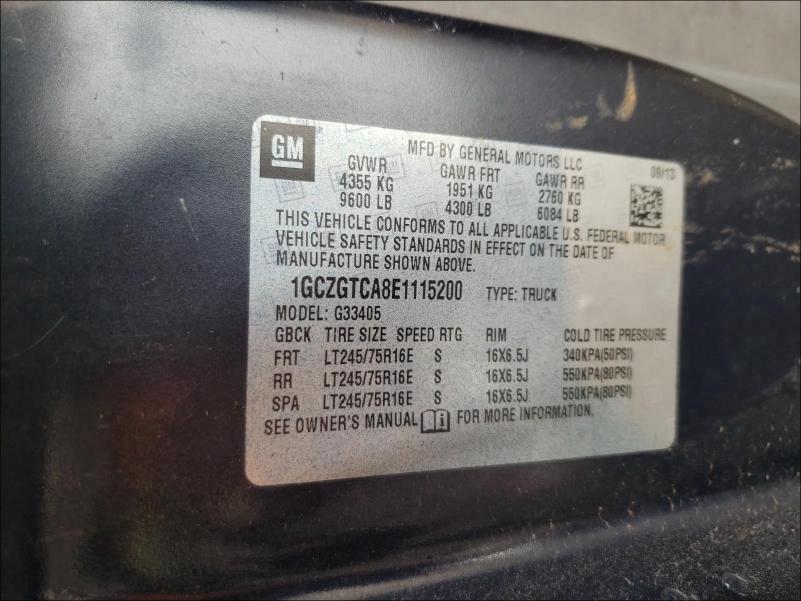 GM
MFD BY GENERAL MOTORS LLC
GVWR GAWR FRT GAWR RR 09/13
4355 KG 1951 KG 2760 KG
9600 LB 4300 LB 6084 LB
THIS VEHICLE CONFORMS TO ALL APPLICABLE U.S. FEDERAL MOTOR
VEHICLE SAFETY STANDARDS IN EFFECT ON THE DATE OF
MANUFACTURE SHOWN ABOVE.
1GCZGTCA8E1115200 TYPE: TRUCK
MODEL: G33405
GBCK TIRE SIZE SPEED RTG RIM COLD TIRE PRESSURE
FRT LT245/75R16E S 16X6.5J 340KPA(50PSI)
RR LT245/75R16E S 16X6.5J 550KPA(80PSI)
SPA LT245/75R16E S 16X6.5J 550KPA(80PSI)
SEE OWNER'S MANUAL FOR MORE INFORMATION.